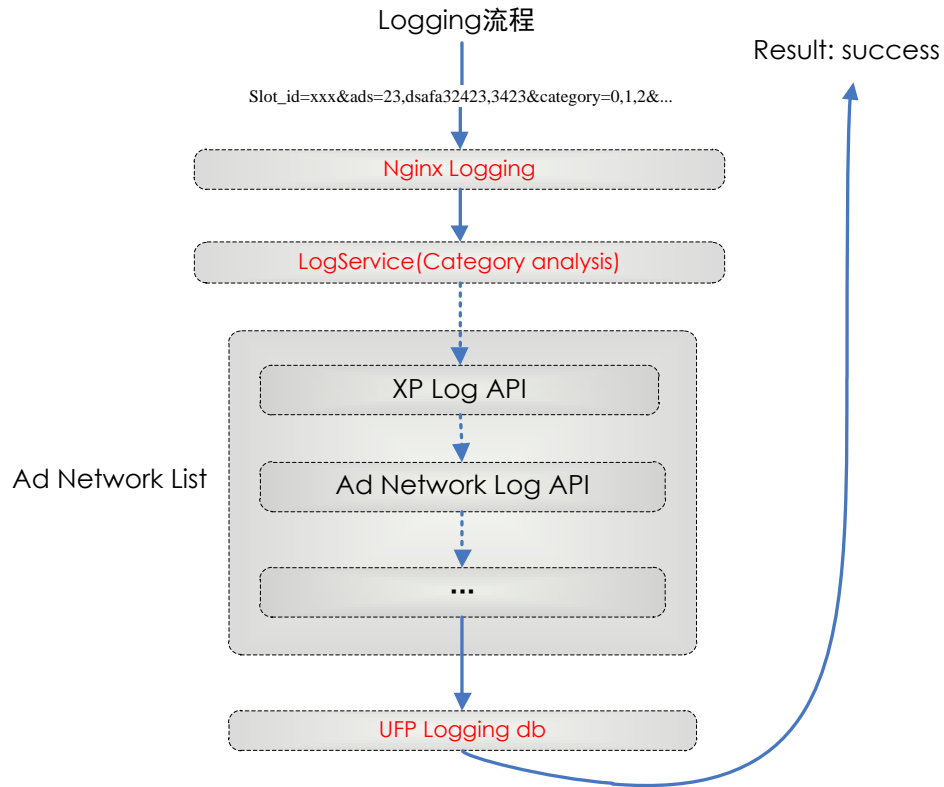 Logging流程
Result: success
Slot_id=xxx&ads=23,dsafa32423,3423&category=0,1,2&...
Nginx Logging
LogService(Category analysis)
XP Log API
Ad Network List
Ad Network Log API
...
UFP Logging db